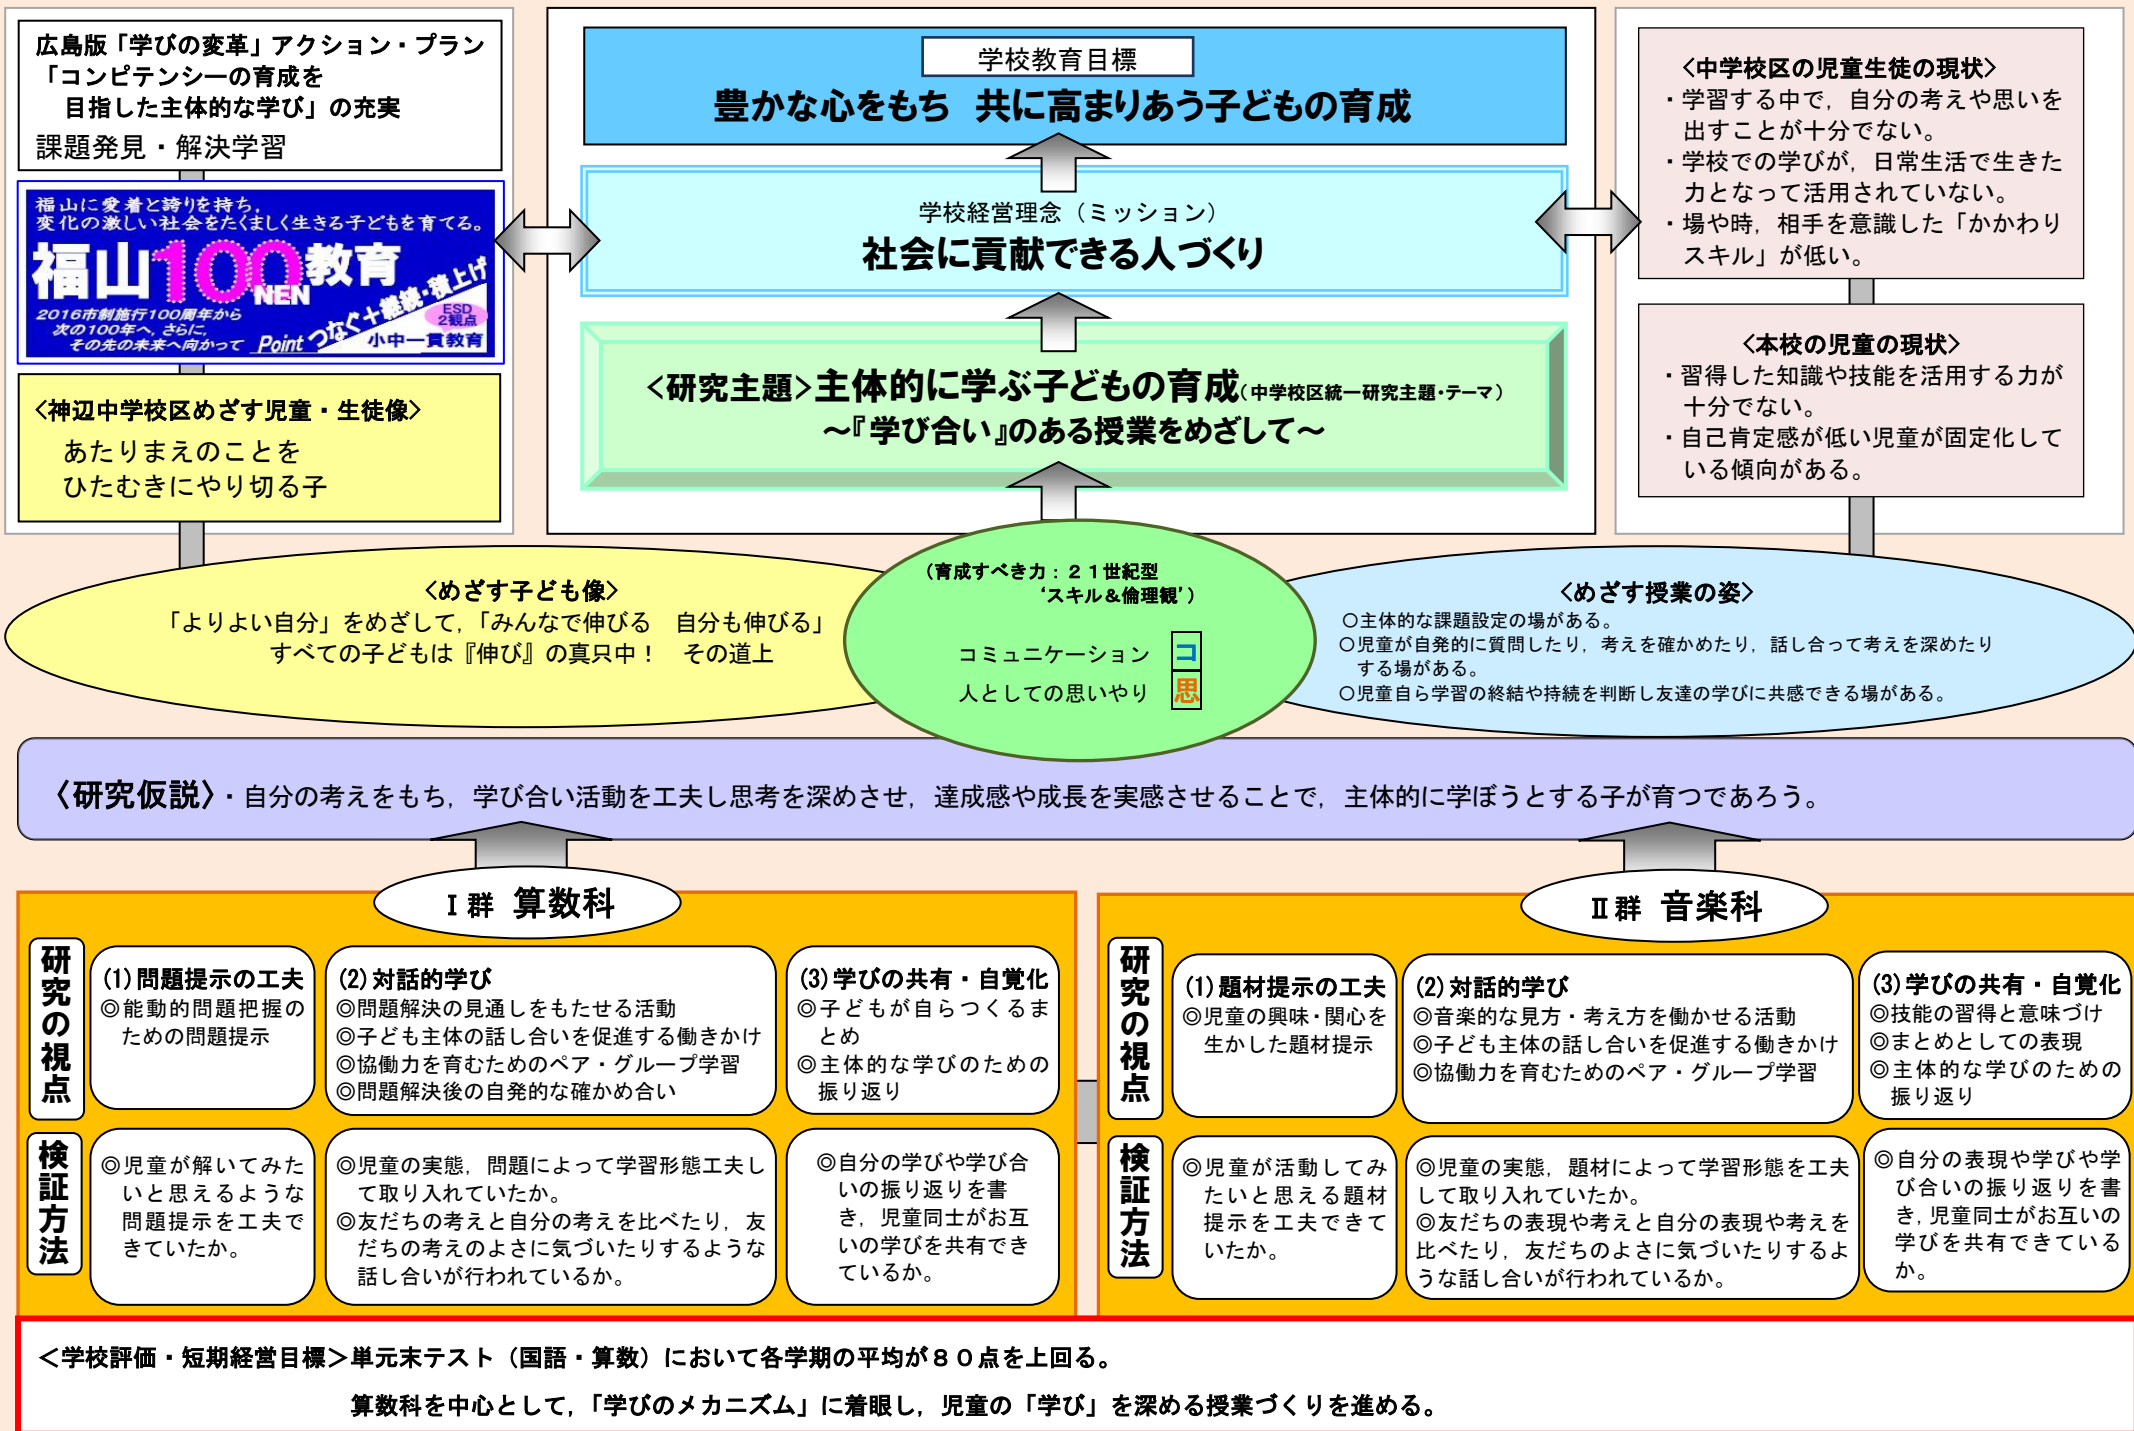 広島版「学びの変革」アクション・プラン
「コンピテンシーの育成を
目指した主体的な学び」の充実
課題発見・解決学習
福山に愛着と誇りを持ち,
変化の激しい社会をたくましく生きる子どもを育てる。
福山100NEN教育
2016市制施行100周年から
次の100年へ、さらに、
その先の未来へ向かって
Point つなぐ+継続・積上げ
ESD
2観点
小中一貫教育
<神辺中学校区めざす児童・生徒像>
あたりまえのことを
ひたむきにやり切る子
学校教育目標
豊かな心をもち 共に高まりあう子どもの育成
学校経営理念（ミッション）
社会に貢献できる人づくり
<研究主題>主体的に学ぶ子どもの育成(中学校区統一研究主題・テーマ)
～『学び合い』のある授業をめざして～
<中学校区の児童生徒の現状>
・学習する中で，自分の考えや思いを
出すことが十分でない。
・学校での学びが，日常生活で生きた
力となって活用されていない。
・場や時，相手を意識した「かかわり
スキル」が低い。
<本校の児童の現状>
・習得した知識や技能を活用する力が
十分でない。
・自己肯定感が低い児童が固定化して
いる傾向がある。
<めざす子ども像>
「よりよい自分」をめざして，「みんなで伸びる 自分も伸びる」
すべての子どもは『伸び』の真只中！ その道上
(育成すべき力：２１世紀型
‘スキル＆倫理観’)
コミュニケーション コ
人としての思いやり 思
<めざす授業の姿>
○主体的な課題設定の場がある。
○児童が自発的に質問したり，考えを確かめたり，話し合って考えを深めたり
する場がある。
○児童自ら学習の終結や持続を判断し友達の学びに共感できる場がある。
〈研究仮説〉・自分の考えをもち，学び合い活動を工夫し思考を深めさせ，達成感や成長を実感させることで，主体的に学ぼうとする子が育つであろう。
Ⅰ群 算数科
研究の視点
(1)問題提示の工夫
◎能動的問題把握の
ための問題提示
(2)対話的学び
◎問題解決の見通しをもたせる活動
◎子ども主体の話し合いを促進する働きかけ
◎協働力を育むためのペア・グループ学習
◎問題解決後の自発的な確かめ合い
(3)学びの共有・自覚化
◎子どもが自らつくるま
とめ
◎主体的な学びのための
振り返り
検証方法
◎児童が解いてみた
いと思えるような
問題提示を工夫で
きていたか。
◎児童の実態，問題によって学習形態工夫し
て取り入れていたか。
◎友だちの考えと自分の考えを比べたり，友
だちの考えのよさに気づいたりするような
話し合いが行われているか。
◎自分の学びや学び合
いの振り返りを書
き，児童同士がお互
いの学びを共有でき
ているか。
Ⅱ群 音楽科
研究の視点
(1)題材提示の工夫
◎児童の興味・関心を
生かした題材提示
(2)対話的学び
◎音楽的な見方・考え方を働かせる活動
◎子ども主体の話し合いを促進する働きかけ
◎協働力を育むためのペア・グループ学習
(3)学びの共有・自覚化
◎技能の習得と意味づけ
◎まとめとしての表現
◎主体的な学びのための
振り返り
検証方法
◎児童が活動してみ
たいと思える題材
提示を工夫できて
いたか。
◎児童の実態，題材によって学習形態を工夫
して取り入れていたか。
◎友だちの表現や考えと自分の表現や考えを
比べたり，友だちのよさに気づいたりするよ
うな話し合いが行われているか。
◎自分の表現や学びや学
び合いの振り返りを書
き，児童同士がお互いの
学びを共有できている
か。
＜学校評価・短期経営目標＞単元末テスト（国語・算数）において各学期の平均が８０点を上回る。
算数科を中心として，「学びのメカニズム」に着眼し，児童の「学び」を深める授業づくりを進める。